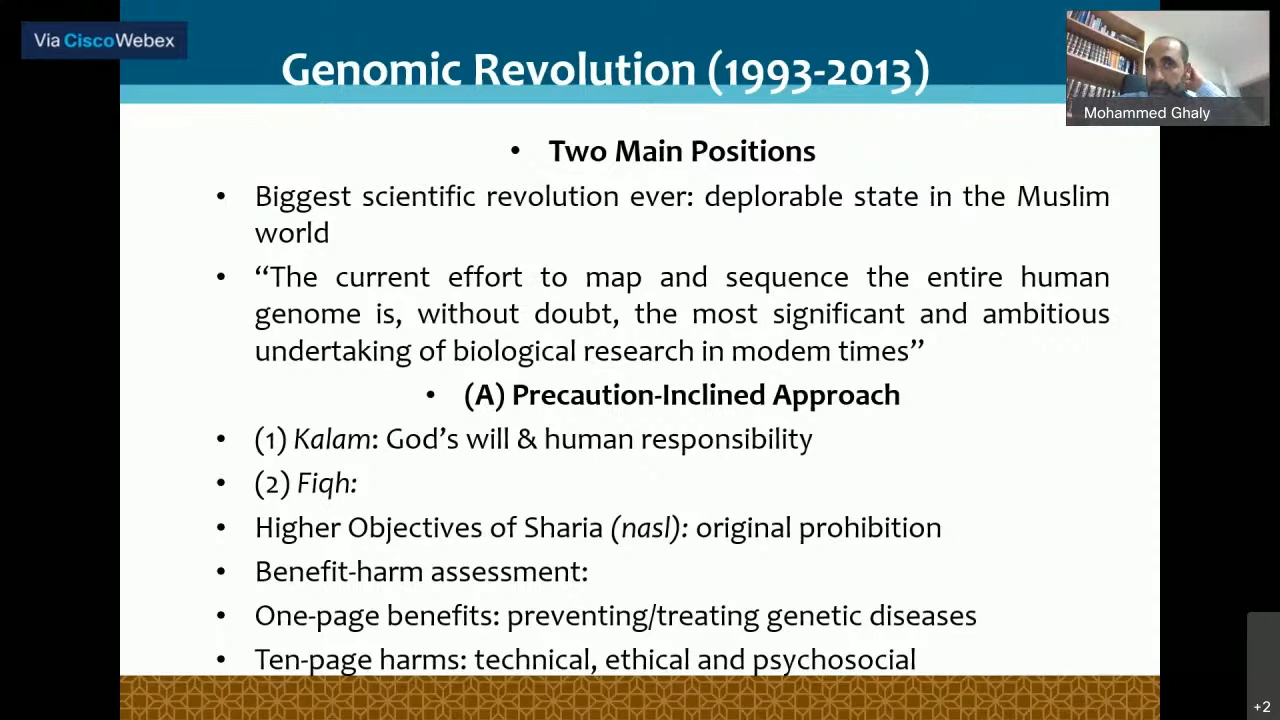 Via CiscoWebex
Genomic Revolution (1993-2013)
Mohammed Ghaly
• Two Main Positions
• Biggest scientific revolution ever: deplorable state in the Muslim
world
• “The current effort to map and sequence the entire human
genome is, without doubt, the most significant and ambitious
undertaking of biological research in modem times”
• (A) Precaution-Inclined Approach
• (1) Kalam: God’s will & human responsibility
• (2) Fiqh:
• Higher Objectives of Sharia (nasl): original prohibition
• Benefit-harm assessment:
• One-page benefits: preventing/treating genetic diseases
• Ten-page harms: technical, ethical and psychosocial
+2